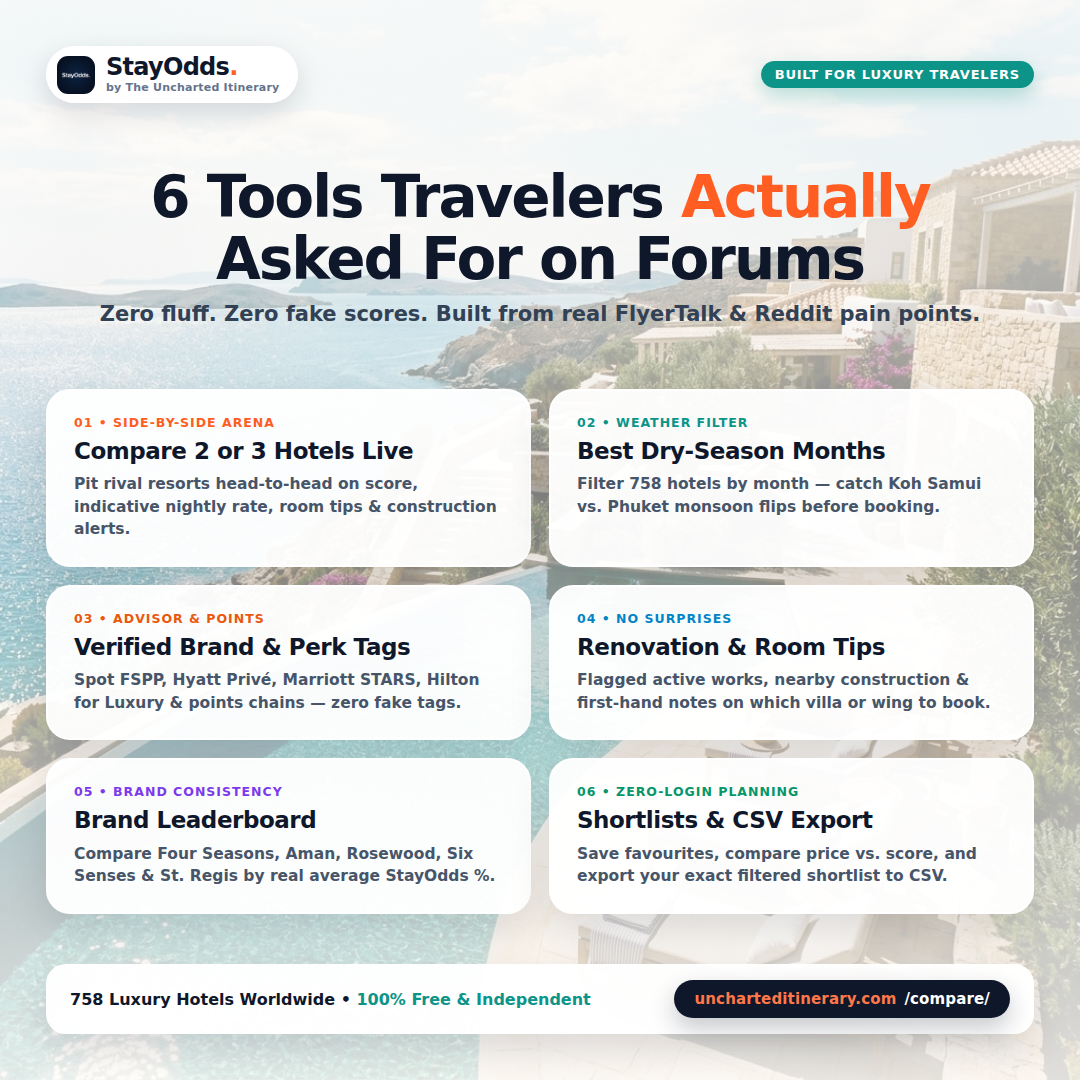 StayOdds.
StayOdds.
by The Uncharted Itinerary
BUILT FOR LUXURY TRAVELERS
6 Tools Travelers Actually
Asked For on Forums
Zero fluff. Zero fake scores. Built from real FlyerTalk & Reddit pain points.
01 • SIDE-BY-SIDE ARENA
Compare 2 or 3 Hotels Live
Pit rival resorts head-to-head on score,
indicative nightly rate, room tips & construction
alerts.
02 • WEATHER FILTER
Best Dry-Season Months
Filter 758 hotels by month — catch Koh Samui
vs. Phuket monsoon flips before booking.
03 • ADVISOR & POINTS
Verified Brand & Perk Tags
Spot FSPP, Hyatt Privé, Marriott STARS, Hilton
for Luxury & points chains — zero fake tags.
04 • NO SURPRISES
Renovation & Room Tips
Flagged active works, nearby construction &
first-hand notes on which villa or wing to book.
05 • BRAND CONSISTENCY
Brand Leaderboard
Compare Four Seasons, Aman, Rosewood, Six
Senses & St. Regis by real average StayOdds %.
06 • ZERO-LOGIN PLANNING
Shortlists & CSV Export
Save favourites, compare price vs. score, and
export your exact filtered shortlist to CSV.
758 Luxury Hotels Worldwide • 100% Free & Independent
uncharteditinerary.com /compare/